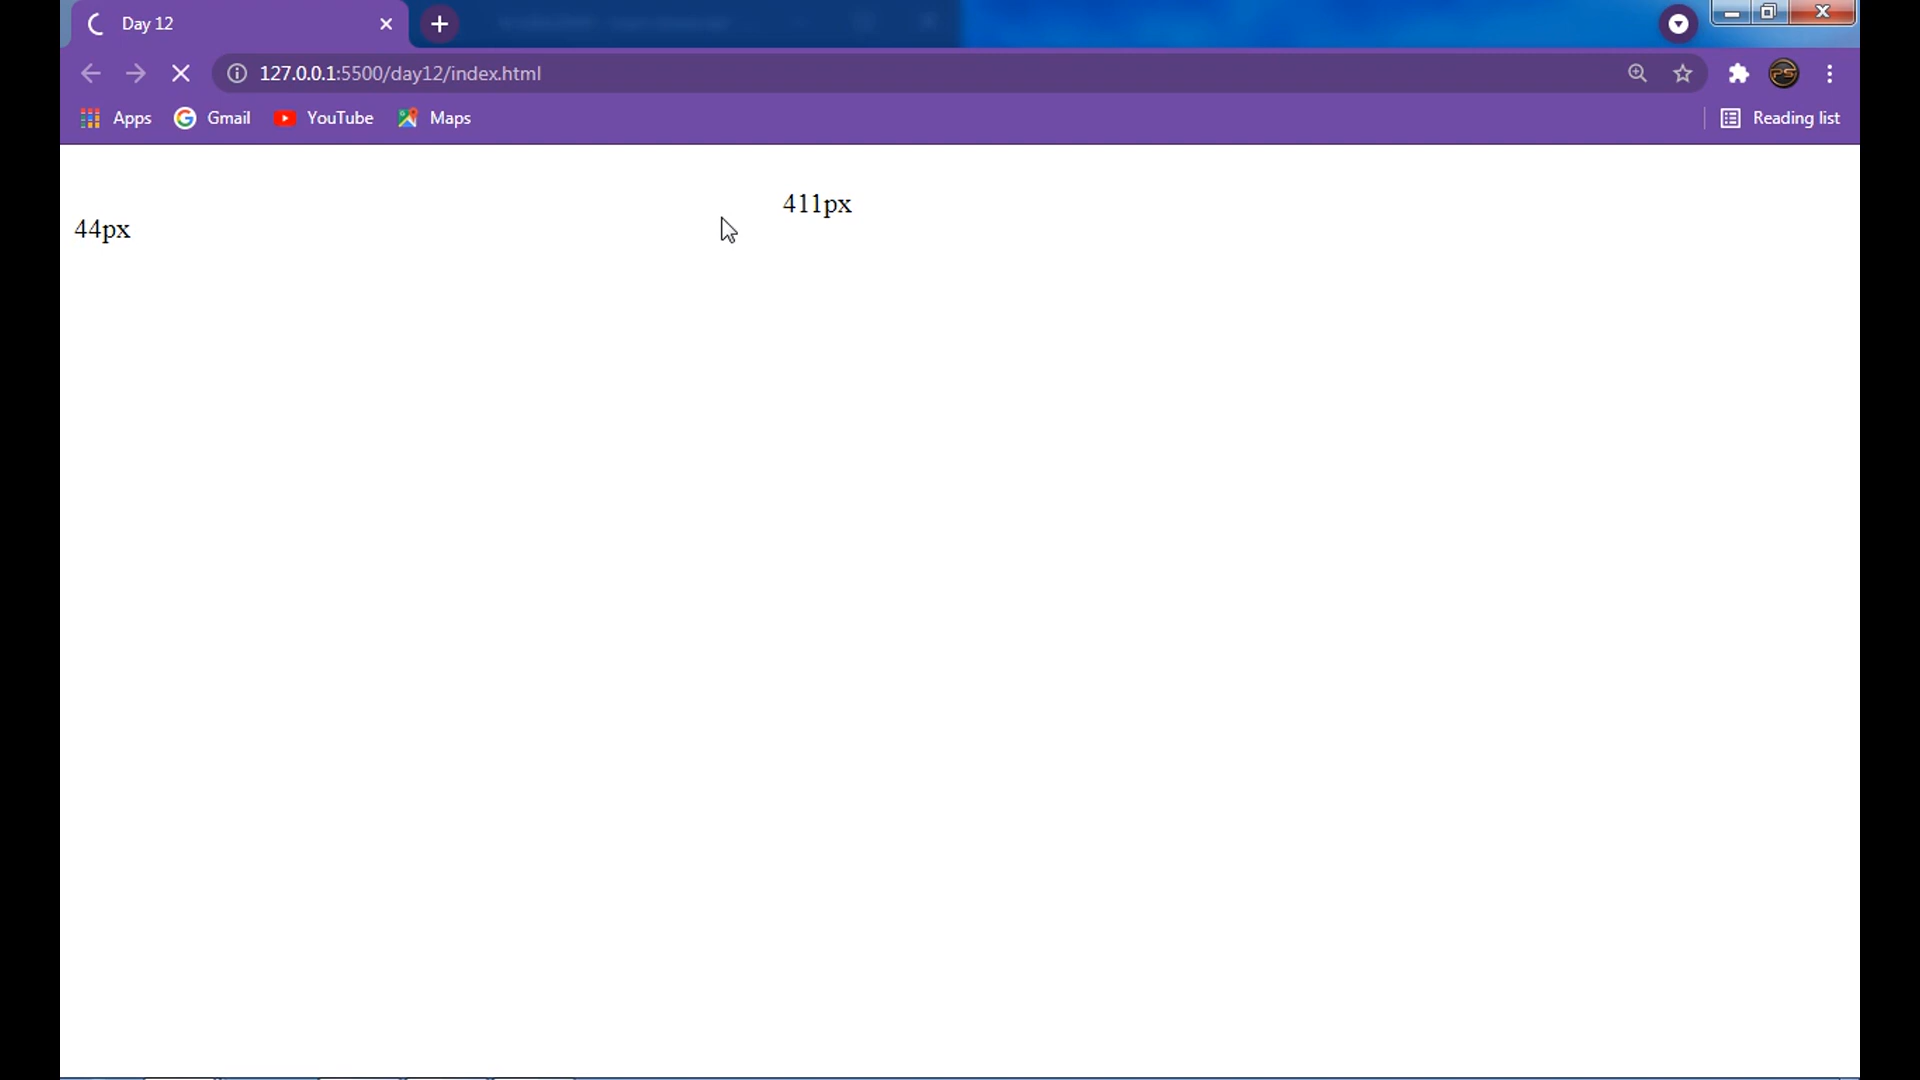 Day 12
127.0.0.1:5500/day12/index.html
Apps Gmail YouTube Maps Reading list
411px
44px